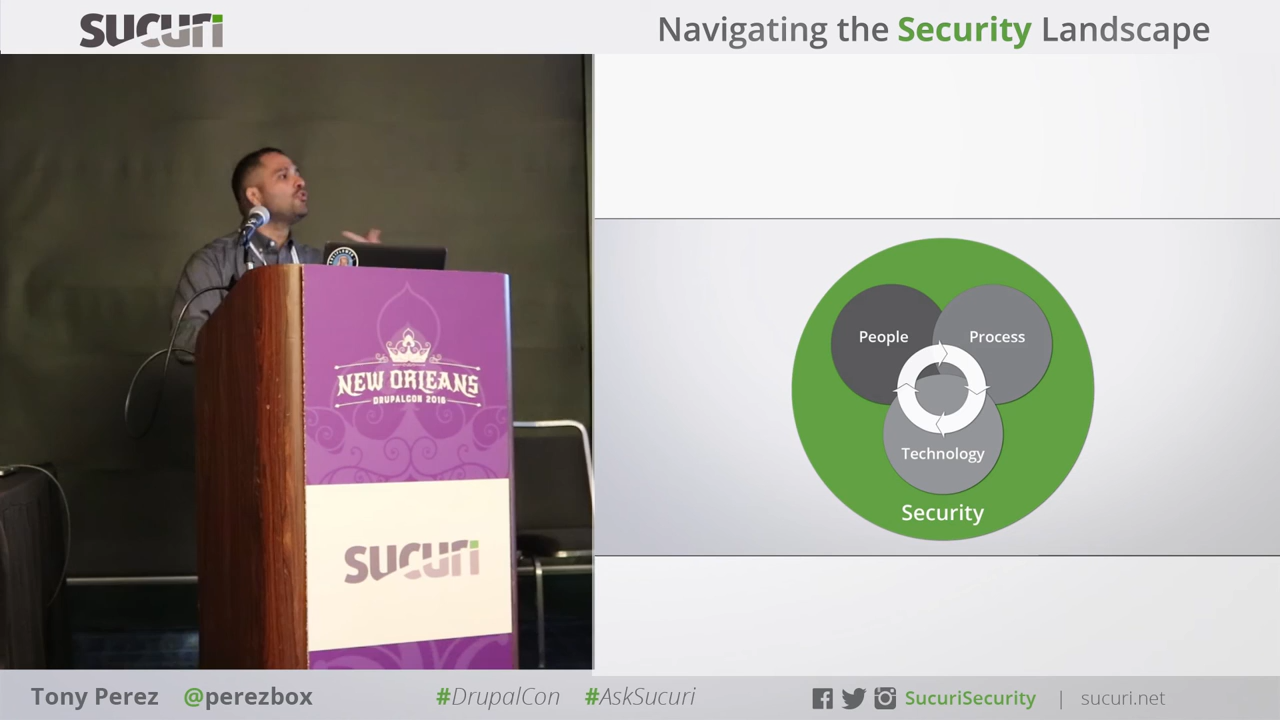 sucuri
Navigating the Security Landscape
NEW ORLEANS
DRUPALCON 2016
sucuri
People
Process
Technology
Security
Tony Perez @perezbox #DrupalCon #AskSucuri SucuriSecurity | sucuri.net